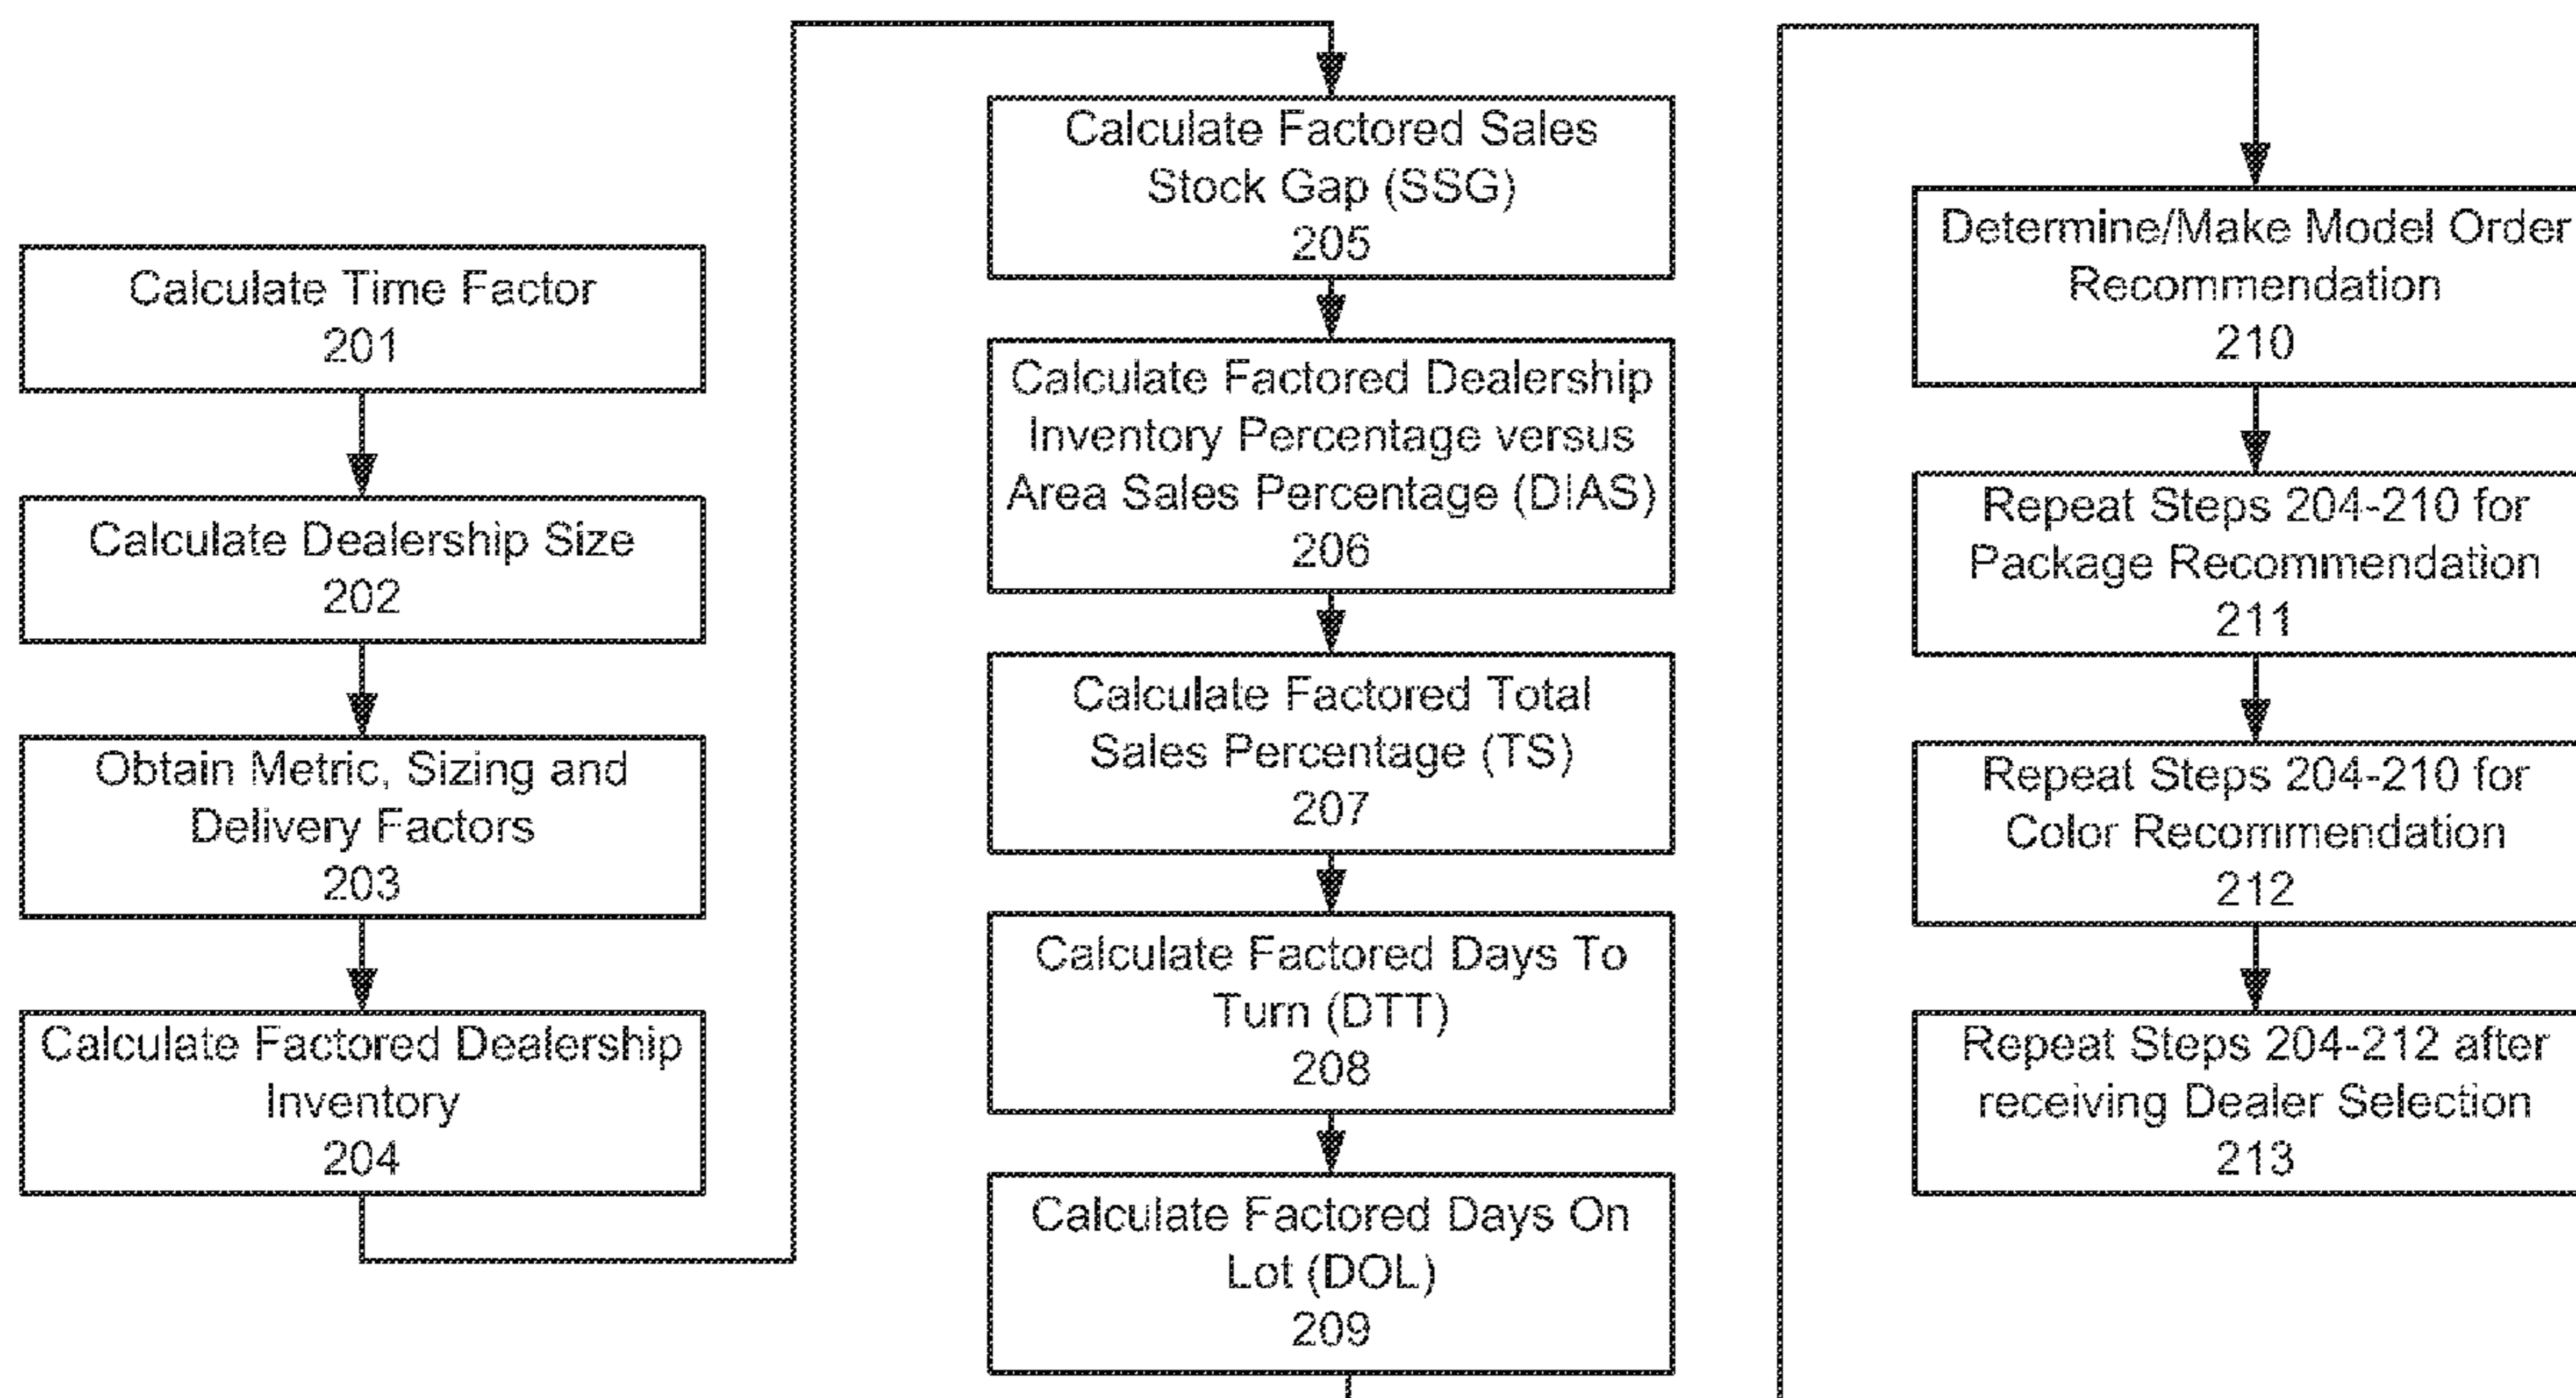 Calculate Time Factor
201
Calculate Dealership Size
202
Obtain Metric, Sizing and
Delivery Factors
203
Calculate Factored Dealership
Inventory
204
Calculate Factored Sales
Stock Gap (SSG)
205
Calculate Factored Dealership
Inventory Percentage versus
Area Sales Percentage (DIAS)
206
Calculate Factored Total
Sales Percentage (TS)
207
Calculate Factored Days To
Turn (DTT)
208
Calculate Factored Days On
Lot (DOL)
209
Determine/Make Model Order
Recommendation
210
Repeat Steps 204-210 for
Package Recommendation
211
Repeat Steps 204-210 for
Color Recommendation
212
Repeat Steps 204-212 after
receiving Dealer Selection
213